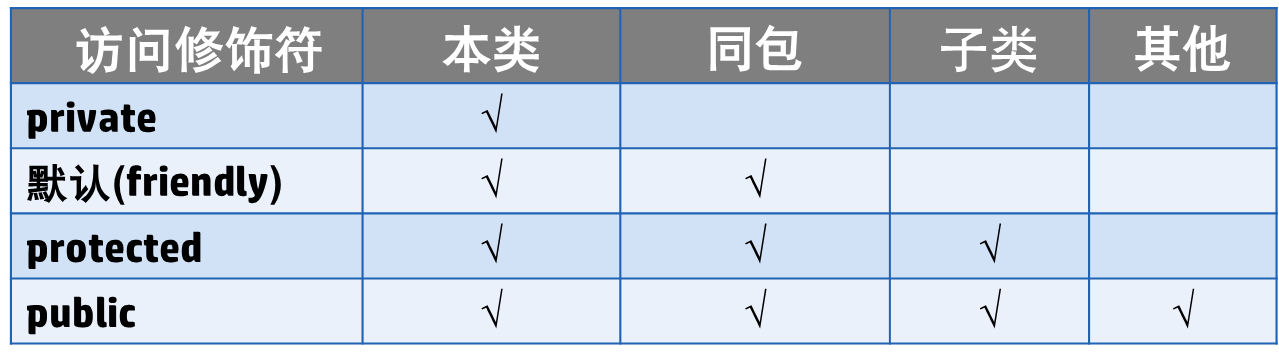 访问修饰符 本类 同包 子类 其他
private √
默认(friendly) √ √
protected √ √ √
public √ √ √ √